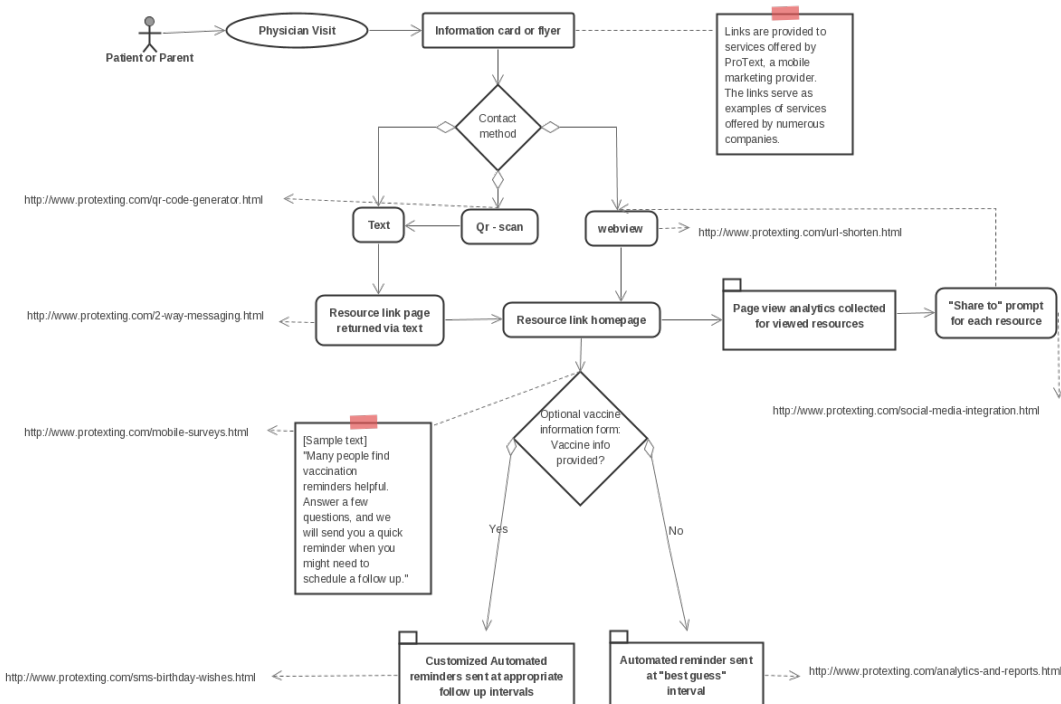 Patient or Parent
Physician Visit
Information card or flyer
Links are provided to
services offered by
ProText, a mobile
marketing provider.
The links serve as
examples of services
offered by numerous
companies.
Contact
method
http://www.protexting.com/qr-code-generator.html
Text
Qr - scan
webview
http://www.protexting.com/url-shorten.html
http://www.protexting.com/2-way-messaging.html
Resource link page
returned via text
Resource link homepage
Page view analytics collected
for viewed resources
"Share to" prompt
for each resource
http://www.protexting.com/social-media-integration.html
http://www.protexting.com/mobile-surveys.html
[Sample text]
"Many people find
vaccination
reminders helpful.
Answer a few
questions, and we
will send you a quick
reminder when you
might need to
schedule a follow up."
Optional vaccine
information form:
Vaccine info
provided?
Yes
No
http://www.protexting.com/sms-birthday-wishes.html
Customized Automated
reminders sent at appropriate
follow up intervals
Automated reminder sent
at "best guess"
interval
http://www.protexting.com/analytics-and-reports.html